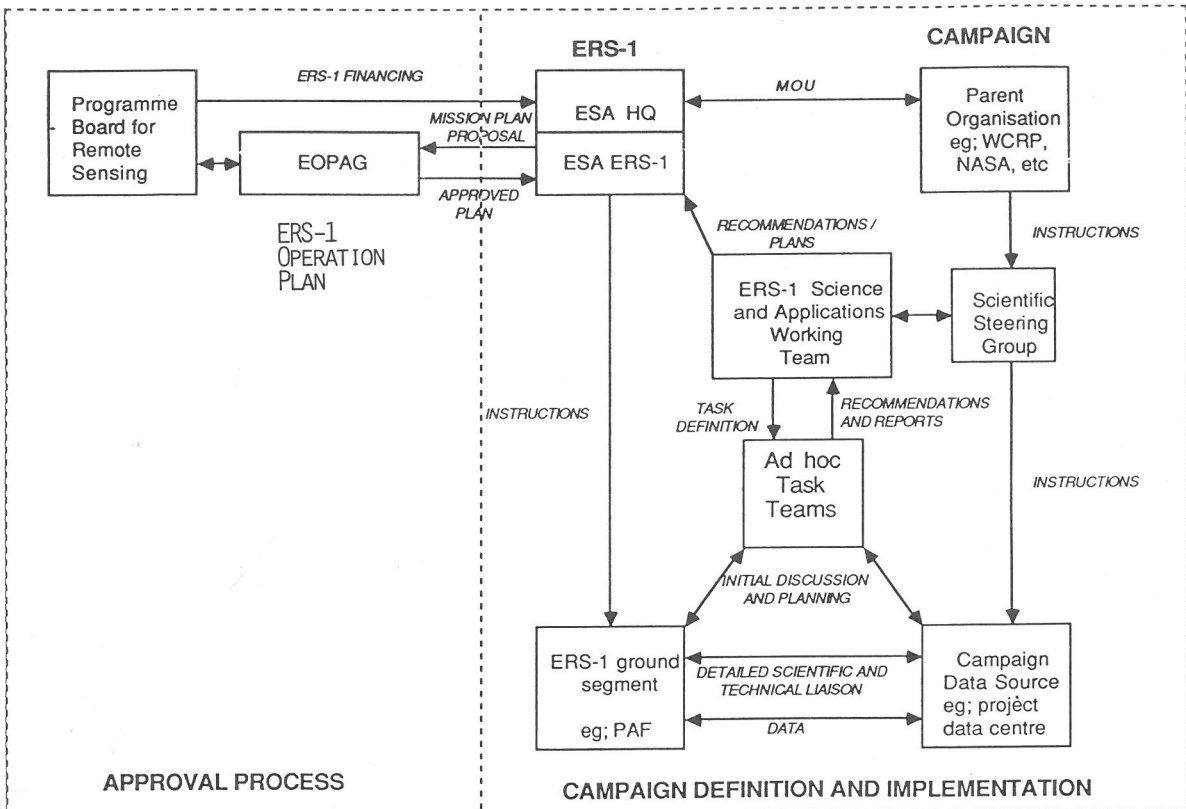 ERS-1
CAMPAIGN
Programme
Board for
Remote
Sensing
ERS-1 FINANCING
ESA HQ
MOU
Parent
Organisation
eg; WCRP,
NASA, etc
MISSION PLAN
PROPOSAL
EOPAG
ESA ERS-1
APPROVED
PLAN
ERS-1
OPERATION
PLAN
RECOMMENDATIONS /
PLANS
INSTRUCTIONS
ERS-1 Science
and Applications
Working
Team
Scientific
Steering
Group
INSTRUCTIONS
TASK
DEFINITION
RECOMMENDATIONS
AND REPORTS
Ad hoc
Task
Teams
INSTRUCTIONS
INITIAL DISCUSSION
AND PLANNING
ERS-1 ground
segment
eg; PAF
DETAILED SCIENTIFIC AND
TECHNICAL LIAISON
DATA
Campaign
Data Source
eg; project
data centre
APPROVAL PROCESS
CAMPAIGN DEFINITION AND IMPLEMENTATION